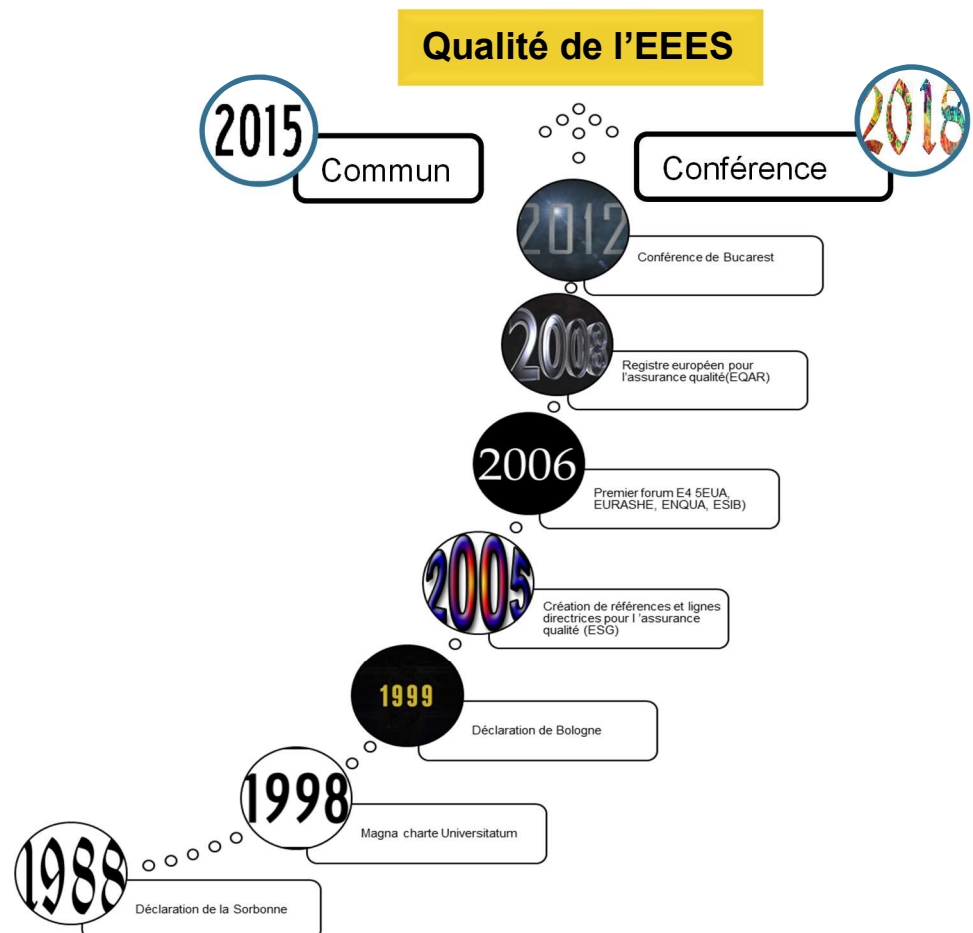 Qualité de l’EEES
2015
Commun
2018
Conférence
2012
Conférence de Bucarest
2008
Registre européen pour
l’assurance qualité(EQAR)
2006
Premier forum E4 5EUA,
EURASHE, ENQUA, ESIB)
2005
Création de références et lignes
directrices pour l ’assurance
qualité (ESG)
1999
Déclaration de Bologne
1998
Magna charte Universitatum
1988
Déclaration de la Sorbonne